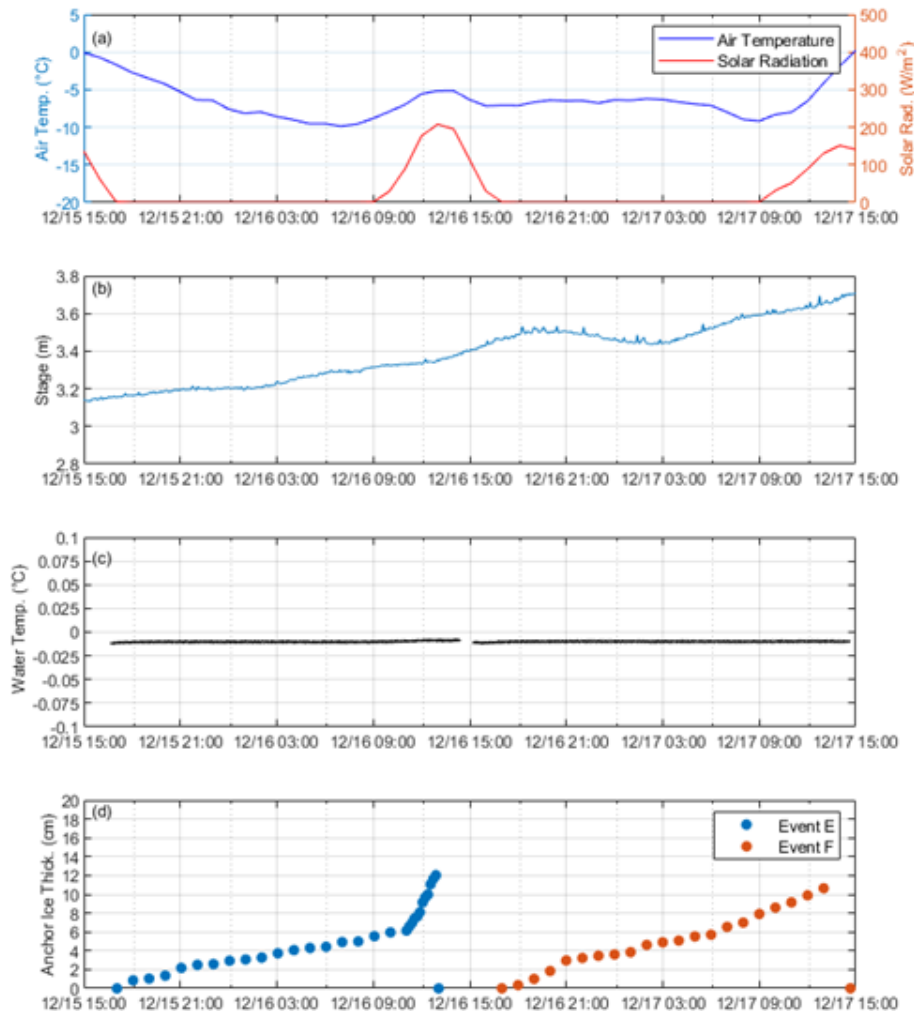 (a)
Air Temperature
Solar Radiation
Air Temp. (°C)
5
0
-5
-10
-15
-20
Solar Rad. (W/m²)
500
400
300
200
100
0
12/15 15:00 12/15 21:00 12/16 03:00 12/16 09:00 12/16 15:00 12/16 21:00 12/17 03:00 12/17 09:00 12/17 15:00
(b)
Stage (m)
3.8
3.6
3.4
3.2
3
2.8
12/15 15:00 12/15 21:00 12/16 03:00 12/16 09:00 12/16 15:00 12/16 21:00 12/17 03:00 12/17 09:00 12/17 15:00
(c)
Water Temp. (°C)
0.1
0.075
0.05
0.025
0
-0.025
-0.05
-0.075
-0.1
12/15 15:00 12/15 21:00 12/16 03:00 12/16 09:00 12/16 15:00 12/16 21:00 12/17 03:00 12/17 09:00 12/17 15:00
(d)
Event E
Event F
Anchor Ice Thick. (cm)
20
18
16
14
12
10
8
6
4
2
0
12/15 15:00 12/15 21:00 12/16 03:00 12/16 09:00 12/16 15:00 12/16 21:00 12/17 03:00 12/17 09:00 12/17 15:00